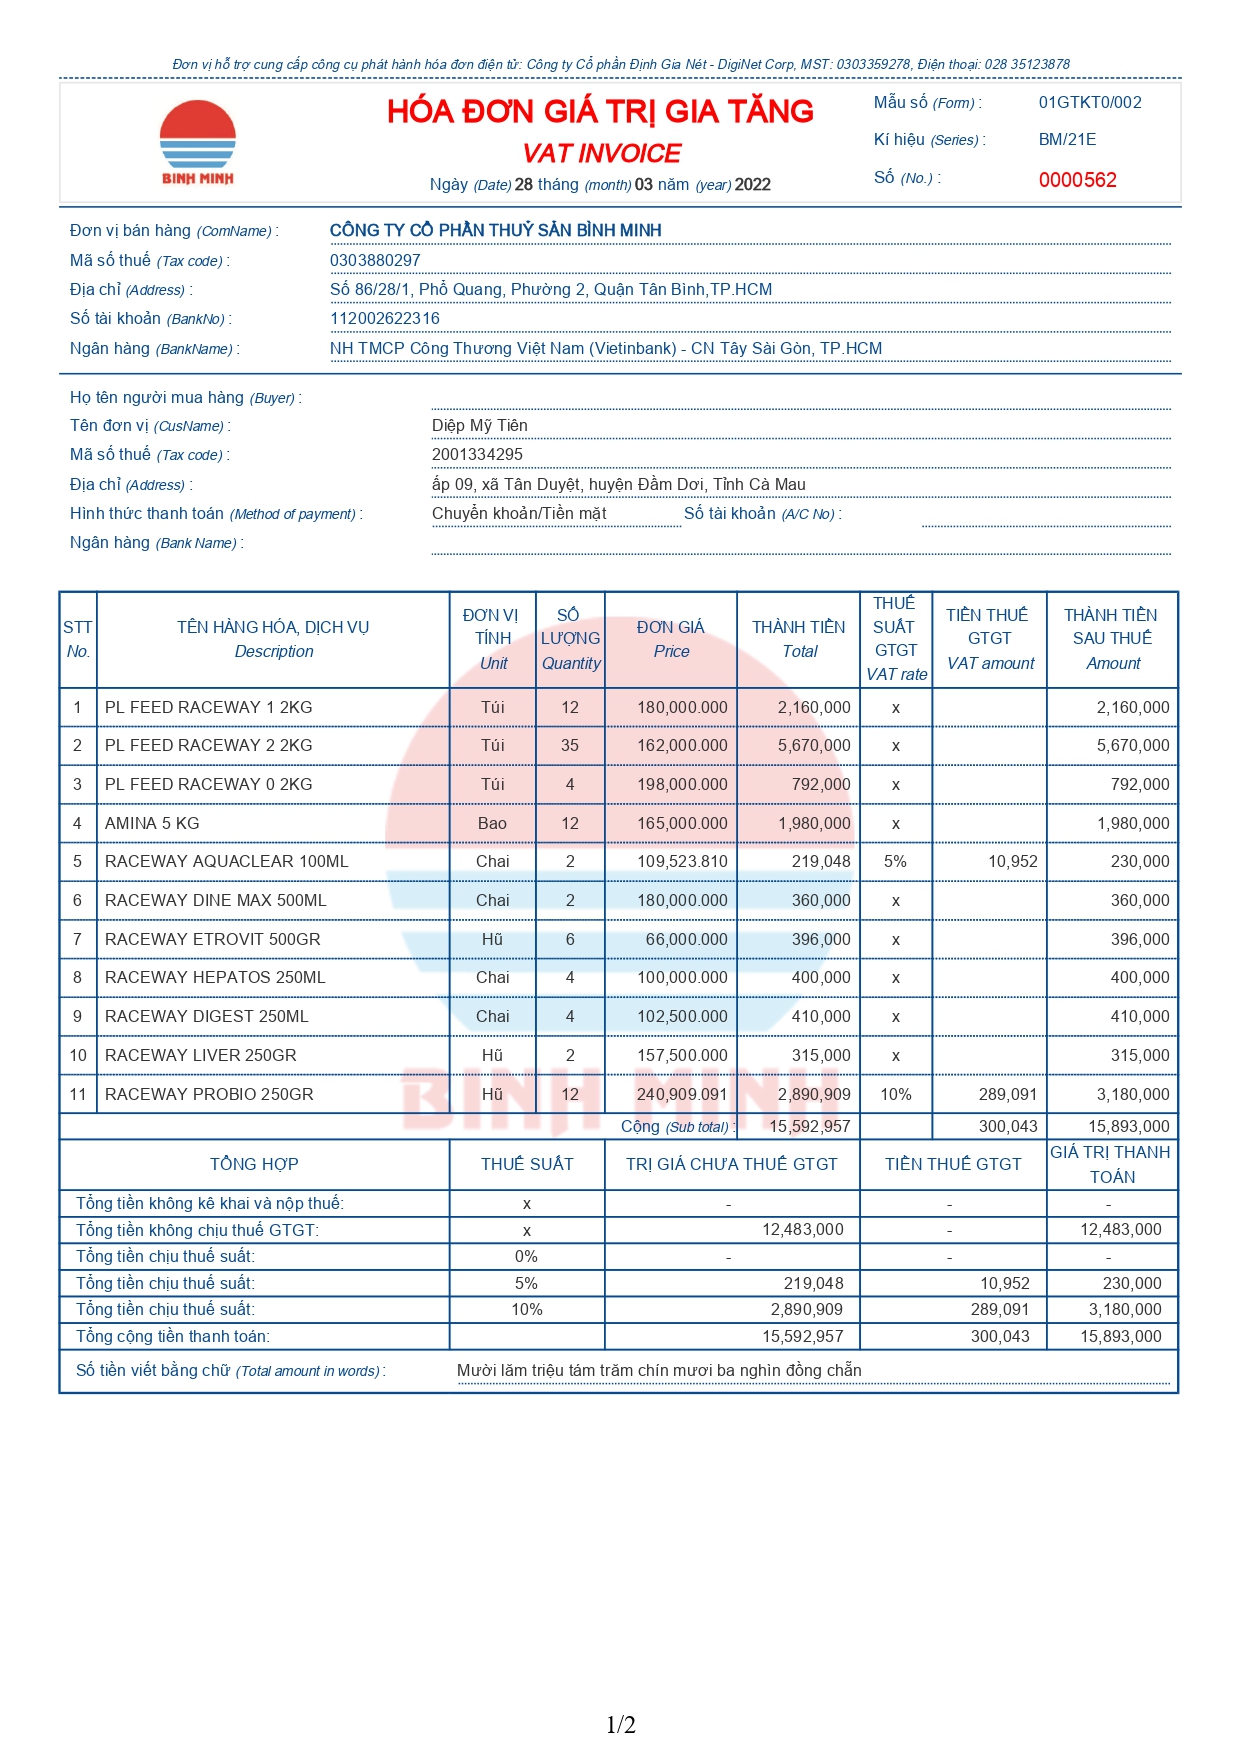 Đơn vị hỗ trợ cung cấp công cụ phát hành hóa đơn điện tử: Công ty Cổ phần Định Gia Nét - DigiNet Corp, MST: 0303359278, Điện thoại: 028 35123878
BINH MINH
HÓA ĐƠN GIÁ TRỊ GIA TĂNG
VAT INVOICE
Ngày (Date) 28 tháng (month) 03 năm (year) 2022
Mẫu số (Form) : 01GTKT0/002
Kí hiệu (Series) : BM/21E
Số (No.) : 0000562
Đơn vị bán hàng (ComName) : CÔNG TY CỔ PHẦN THUỶ SẢN BÌNH MINH
Mã số thuế (Tax code) : 0303880297
Địa chỉ (Address) : Số 86/28/1, Phổ Quang, Phường 2, Quận Tân Bình,TP.HCM
Số tài khoản (BankNo) : 112002622316
Ngân hàng (BankName) : NH TMCP Công Thương Việt Nam (Vietinbank) - CN Tây Sài Gòn, TP.HCM
Họ tên người mua hàng (Buyer) :
Tên đơn vị (CusName) : Diệp Mỹ Tiên
Mã số thuế (Tax code) : 2001334295
Địa chỉ (Address) : ấp 09, xã Tân Duyệt, huyện Đầm Dơi, Tỉnh Cà Mau
Hình thức thanh toán (Method of payment) : Chuyển khoản/Tiền mặt Số tài khoản (A/C No) :
Ngân hàng (Bank Name) :
STT No. TÊN HÀNG HÓA, DỊCH VỤ Description ĐƠN VỊ TÍNH Unit SỐ LƯỢNG Quantity ĐƠN GIÁ Price THÀNH TIỀN Total THUẾ SUẤT GTGT VAT rate TIỀN THUẾ GTGT VAT amount THÀNH TIỀN SAU THUẾ Amount
1 PL FEED RACEWAY 1 2KG Túi 12 180,000.000 2,160,000 x 2,160,000
2 PL FEED RACEWAY 2 2KG Túi 35 162,000.000 5,670,000 x 5,670,000
3 PL FEED RACEWAY 0 2KG Túi 4 198,000.000 792,000 x 792,000
4 AMINA 5 KG Bao 12 165,000.000 1,980,000 x 1,980,000
5 RACEWAY AQUACLEAR 100ML Chai 2 109,523.810 219,048 5% 10,952 230,000
6 RACEWAY DINE MAX 500ML Chai 2 180,000.000 360,000 x 360,000
7 RACEWAY ETROVIT 500GR Hũ 6 66,000.000 396,000 x 396,000
8 RACEWAY HEPATOS 250ML Chai 4 100,000.000 400,000 x 400,000
9 RACEWAY DIGEST 250ML Chai 4 102,500.000 410,000 x 410,000
10 RACEWAY LIVER 250GR Hũ 2 157,500.000 315,000 x 315,000
11 RACEWAY PROBIO 250GR Hũ 12 240,909.091 2,890,909 10% 289,091 3,180,000
BINH MINH
Cộng (Sub total) : 15,592,957 300,043 15,893,000
TỔNG HỢP THUẾ SUẤT TRỊ GIÁ CHƯA THUẾ GTGT TIỀN THUẾ GTGT GIÁ TRỊ THANH TOÁN
Tổng tiền không kê khai và nộp thuế: x - - -
Tổng tiền không chịu thuế GTGT: x 12,483,000 - 12,483,000
Tổng tiền chịu thuế suất: 0% - - -
Tổng tiền chịu thuế suất: 5% 219,048 10,952 230,000
Tổng tiền chịu thuế suất: 10% 2,890,909 289,091 3,180,000
Tổng cộng tiền thanh toán: 15,592,957 300,043 15,893,000
Số tiền viết bằng chữ (Total amount in words) : Mười lăm triệu tám trăm chín mươi ba nghìn đồng chẵn
1/2